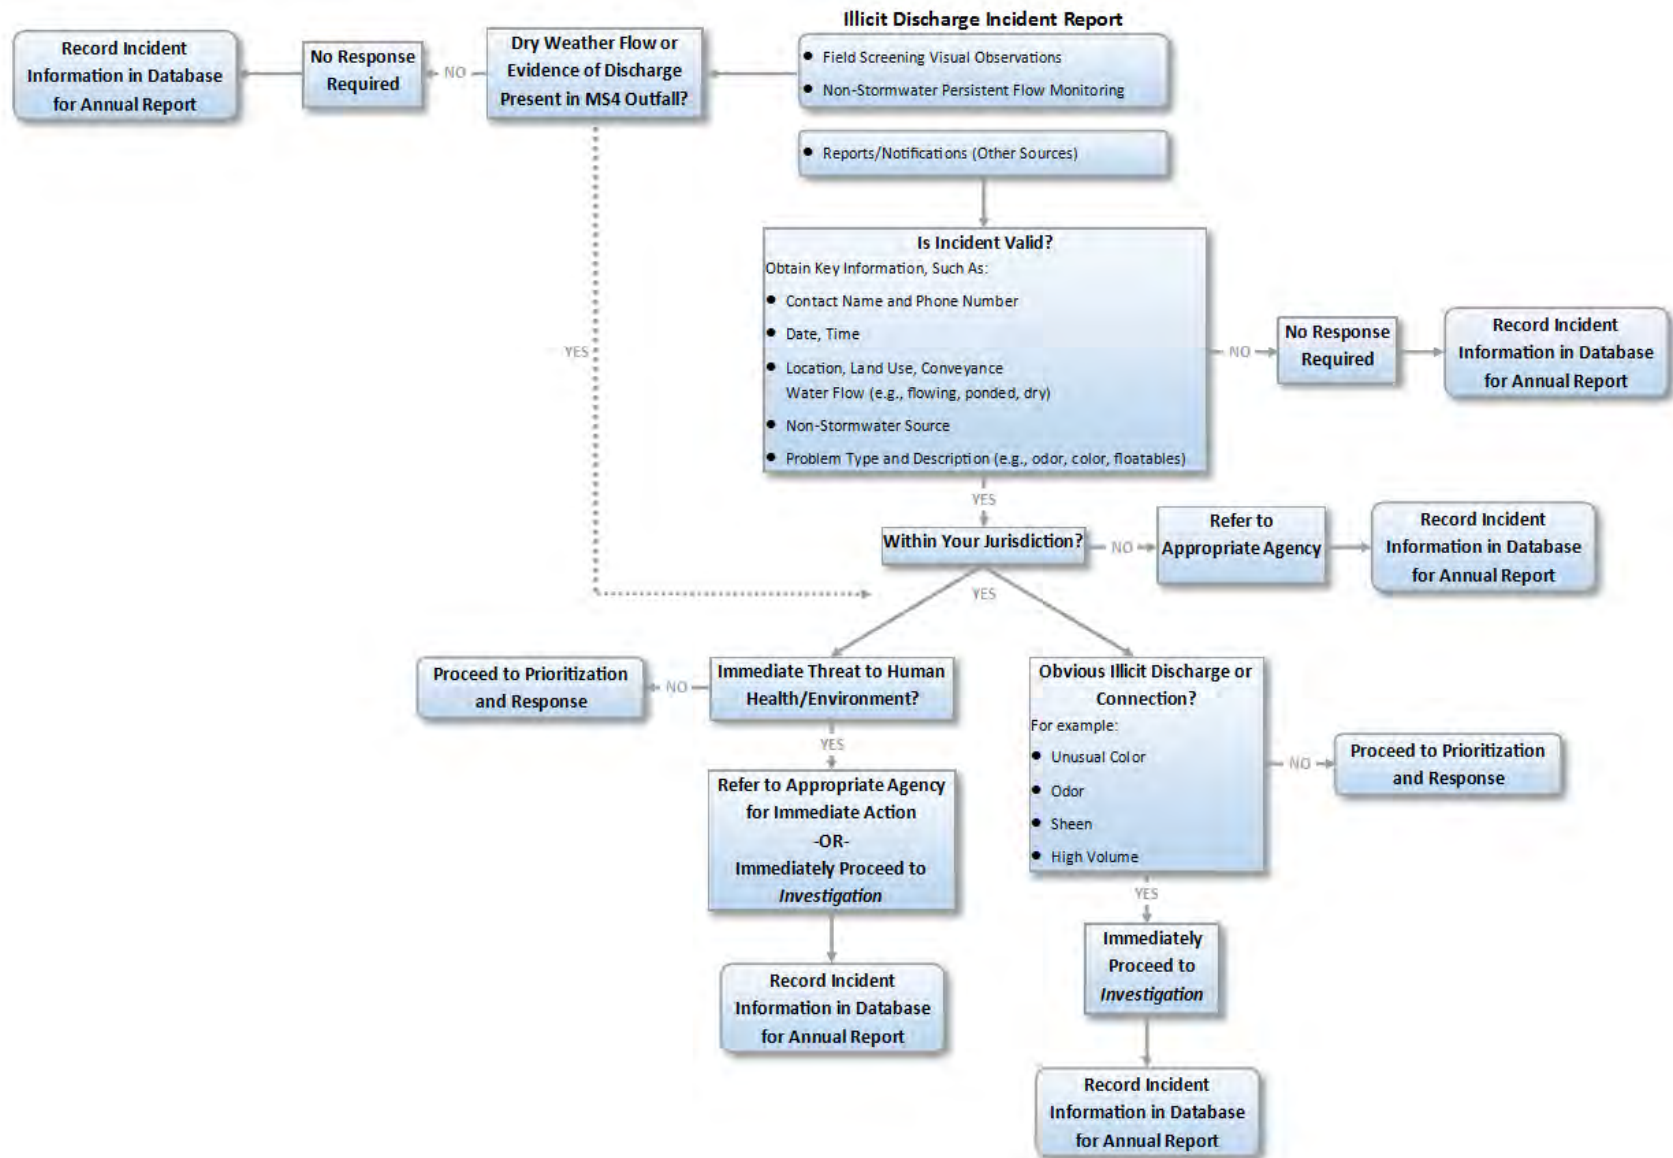 Illicit Discharge Incident Report
● Field Screening Visual Observations
● Non-Stormwater Persistent Flow Monitoring
● Reports/Notifications (Other Sources)
Dry Weather Flow or
Evidence of Discharge
Present in MS4 Outfall?
NO
No Response
Required
Record Incident
Information in Database
for Annual Report
YES
Is Incident Valid?
Obtain Key Information, Such As:
● Contact Name and Phone Number
● Date, Time
● Location, Land Use, Conveyance
Water Flow (e.g., flowing, ponded, dry)
● Non-Stormwater Source
● Problem Type and Description (e.g., odor, color, floatables)
NO
No Response
Required
Record Incident
Information in Database
for Annual Report
YES
Within Your Jurisdiction?
NO
Refer to
Appropriate Agency
Record Incident
Information in Database
for Annual Report
YES
Immediate Threat to Human
Health/Environment?
NO
Proceed to Prioritization
and Response
YES
Refer to Appropriate Agency
for Immediate Action
-OR-
Immediately Proceed to
Investigation
Record Incident
Information in Database
for Annual Report
Obvious Illicit Discharge or
Connection?
For example:
● Unusual Color
● Odor
● Sheen
● High Volume
NO
Proceed to Prioritization
and Response
YES
Immediately
Proceed to
Investigation
Record Incident
Information in Database
for Annual Report